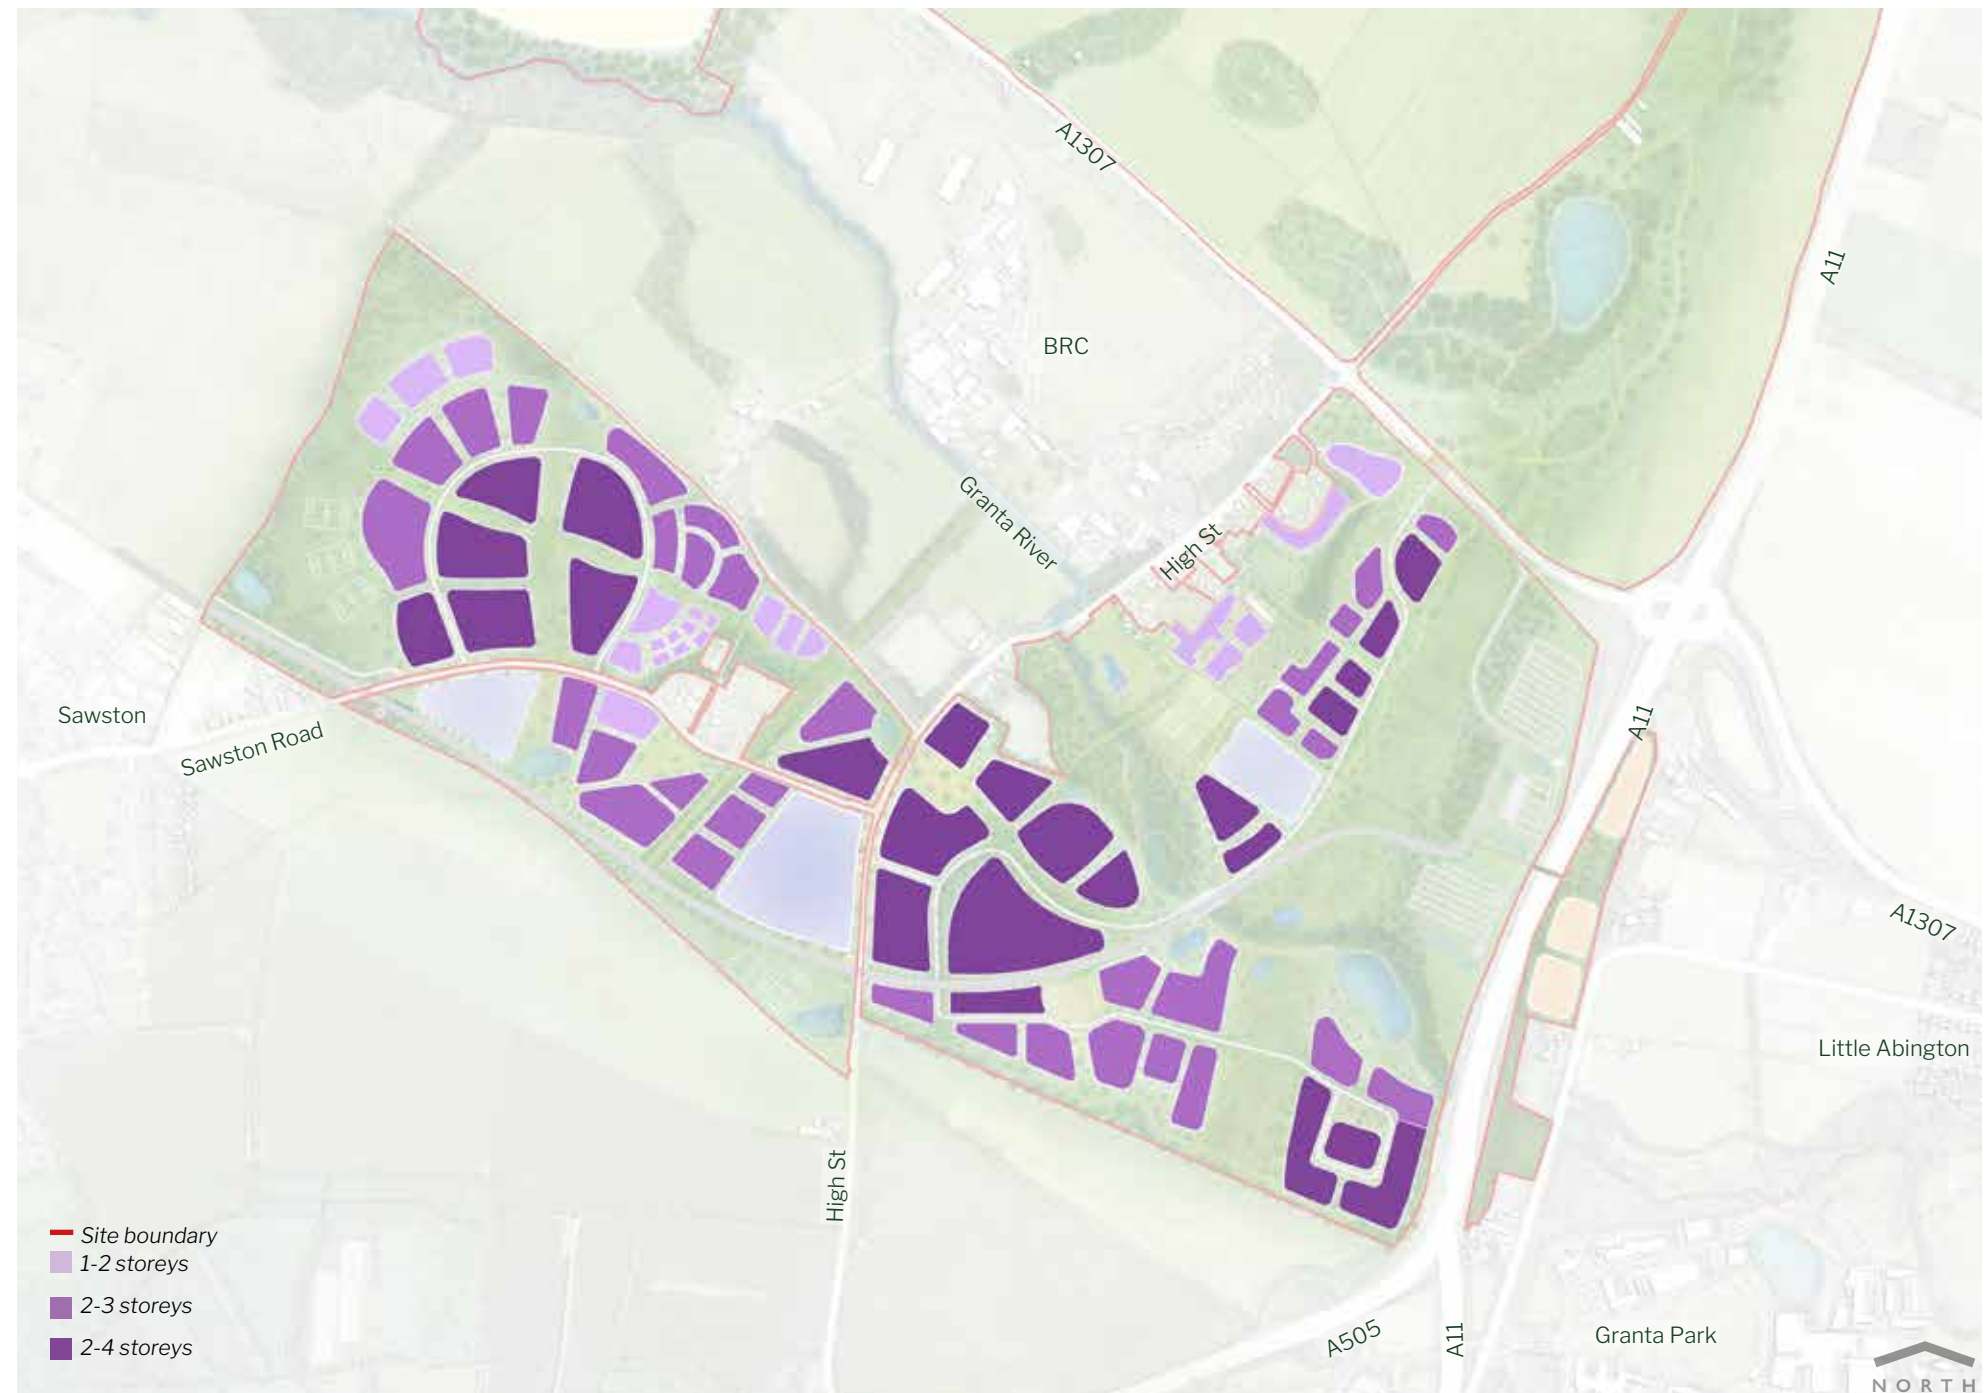 A1307
A11
BRC
Granta River
High St
Sawston
Sawston Road
A11
A1307
Little Abington
High St
Site boundary
1-2 storeys
2-3 storeys
2-4 storeys
A505
A11
Granta Park
NORTH